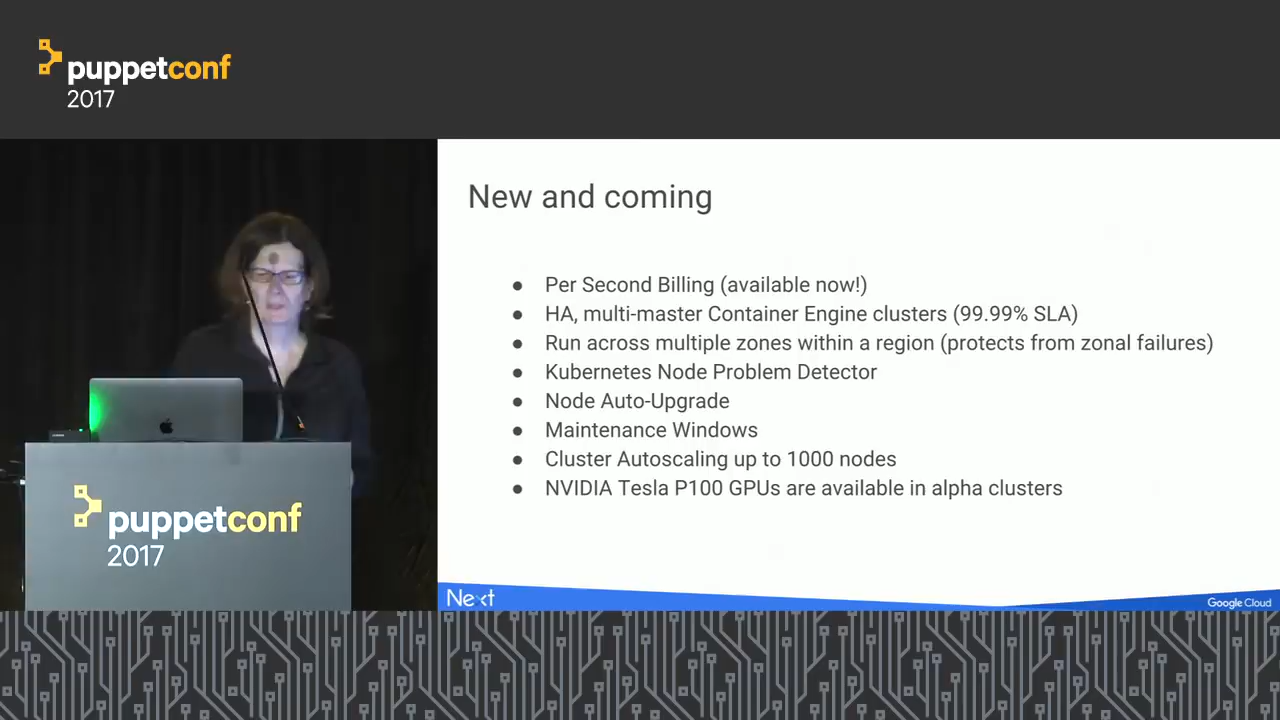 puppetconf
2017
New and coming
● Per Second Billing (available now!)
● HA, multi-master Container Engine clusters (99.99% SLA)
● Run across multiple zones within a region (protects from zonal failures)
● Kubernetes Node Problem Detector
● Node Auto-Upgrade
● Maintenance Windows
● Cluster Autoscaling up to 1000 nodes
● NVIDIA Tesla P100 GPUs are available in alpha clusters
puppetconf
2017
Next
Google Cloud